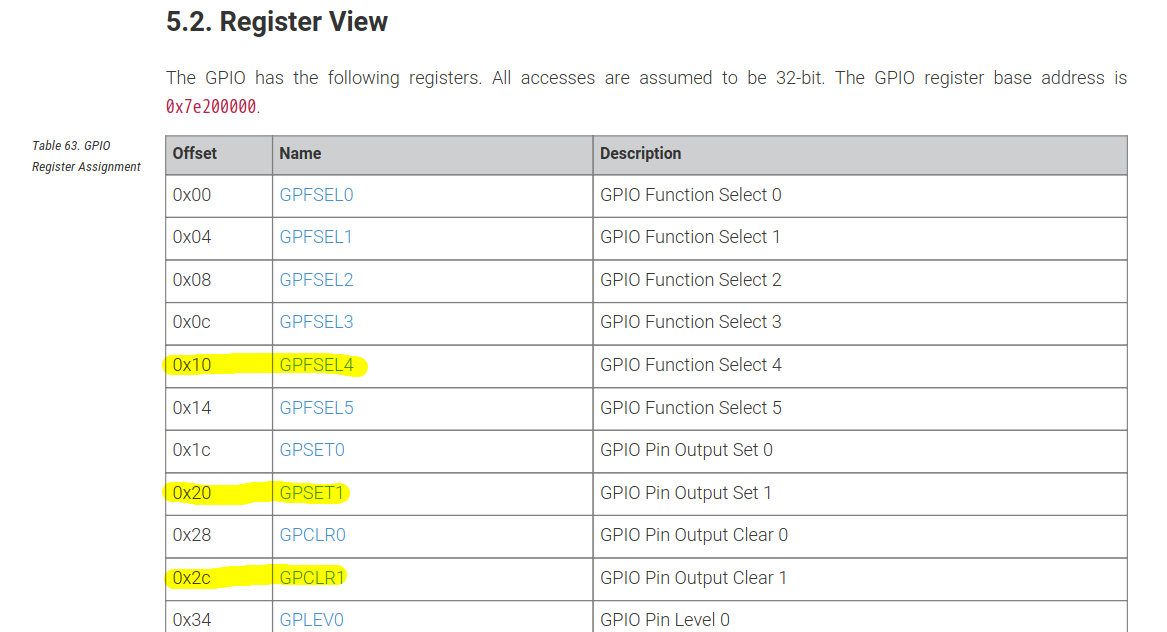 5.2. Register View
The GPIO has the following registers. All accesses are assumed to be 32-bit. The GPIO register base address is
0x7e200000.
Table 63. GPIO
Register Assignment
Offset Name Description
0x00 GPFSEL0 GPIO Function Select 0
0x04 GPFSEL1 GPIO Function Select 1
0x08 GPFSEL2 GPIO Function Select 2
0x0c GPFSEL3 GPIO Function Select 3
0x10 GPFSEL4 GPIO Function Select 4
0x14 GPFSEL5 GPIO Function Select 5
0x1c GPSET0 GPIO Pin Output Set 0
0x20 GPSET1 GPIO Pin Output Set 1
0x28 GPCLR0 GPIO Pin Output Clear 0
0x2c GPCLR1 GPIO Pin Output Clear 1
0x34 GPLEV0 GPIO Pin Level 0